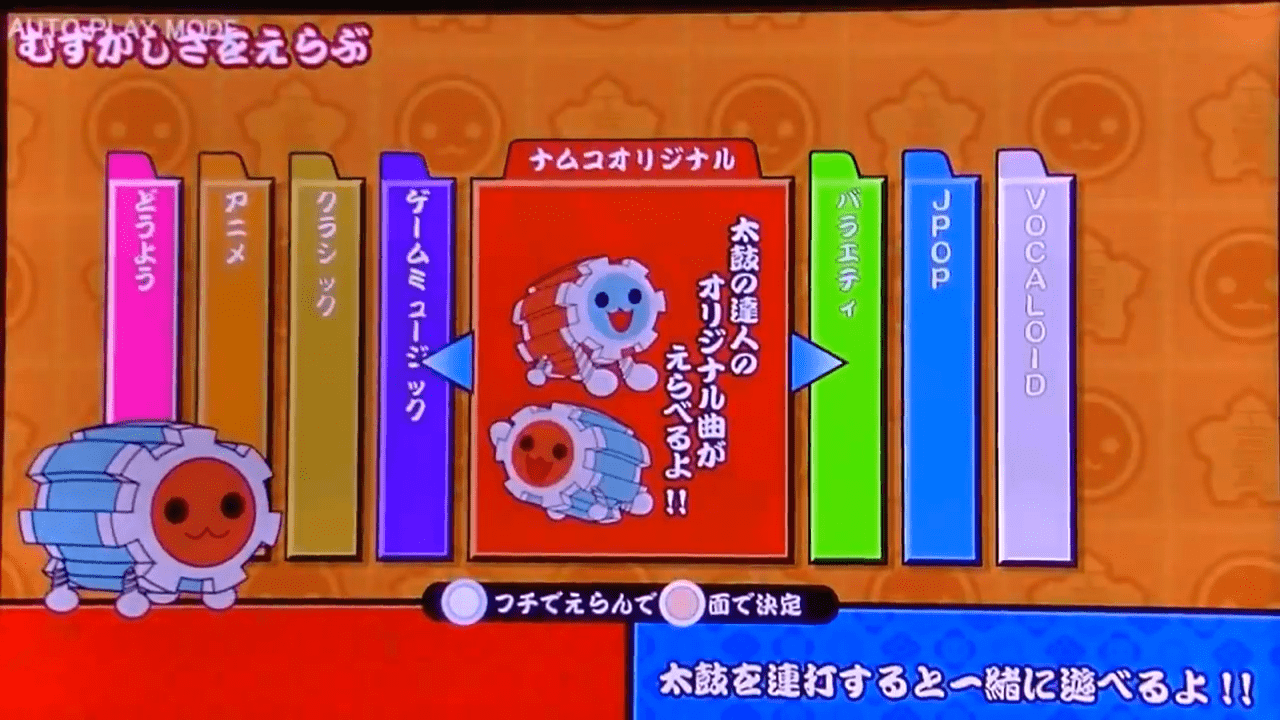 AUTO PLAY MODE
むずかしさをえらぶ
どうよう
アニメ
クラシック
ゲームミュージック
ナムコオリジナル
太鼓の達人の
オリジナル曲が
えらべるよ!!
バラエティ
JPOP
VOCALOID
フチでえらんで 面で決定
太鼓を連打すると一緒に遊べるよ!!